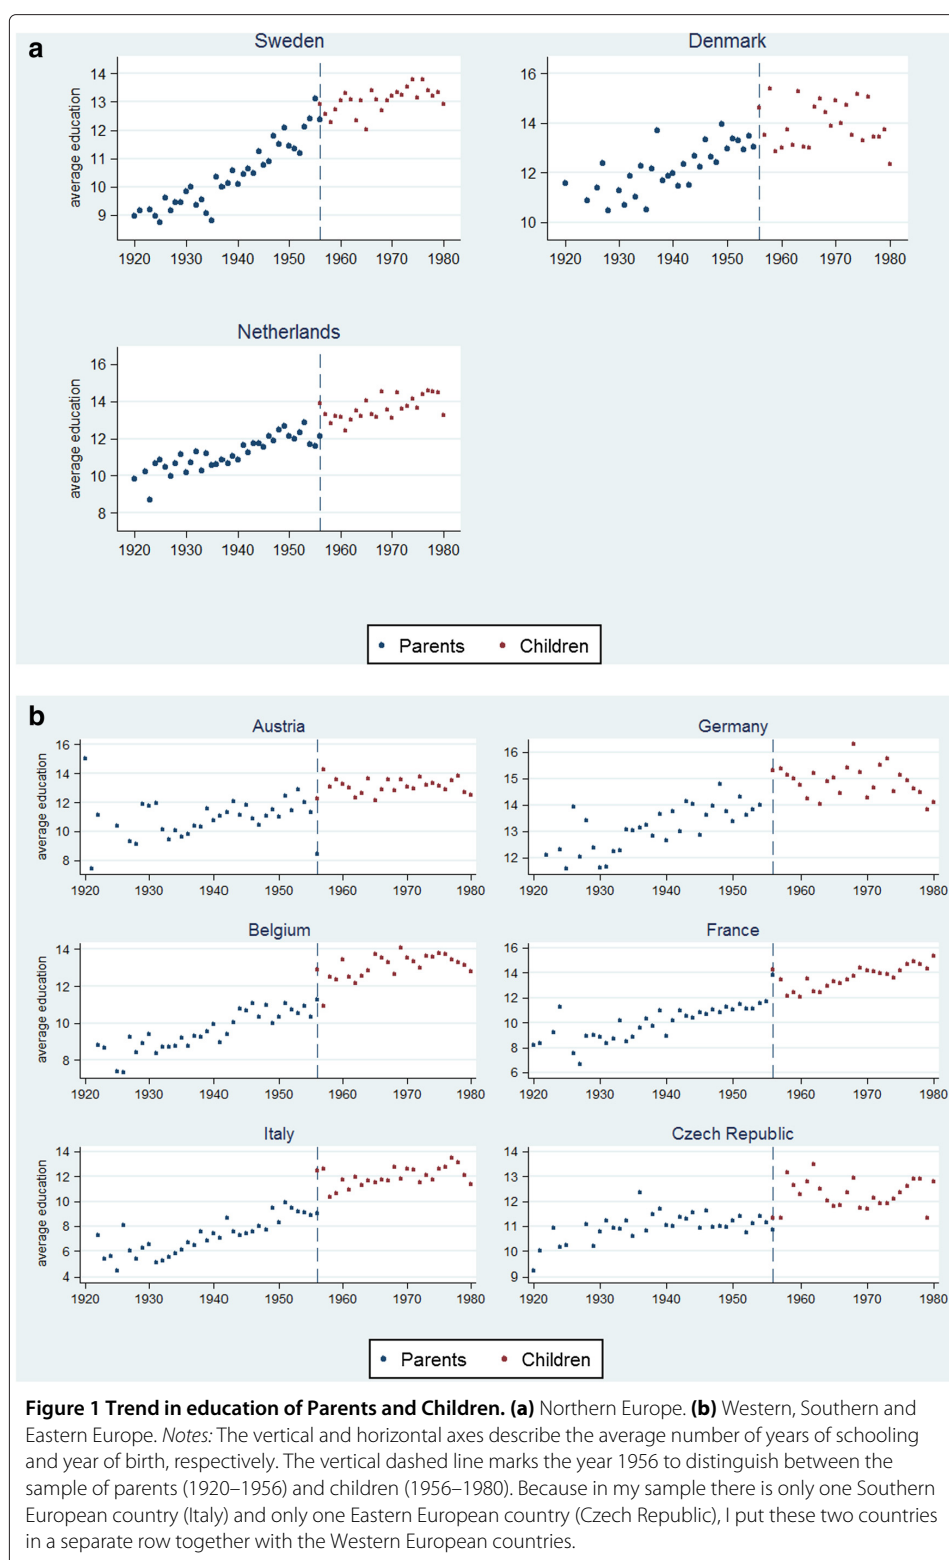 a
Sweden
Denmark
average education
14
13
12
11
10
9
1920 1930 1940 1950 1960 1970 1980
16
14
12
10
1920 1930 1940 1950 1960 1970 1980
Netherlands
average education
16
14
12
10
8
1920 1930 1940 1950 1960 1970 1980
Parents Children
b
Austria
Germany
average education
16
14
12
10
8
1920 1930 1940 1950 1960 1970 1980
16
15
14
13
12
1920 1930 1940 1950 1960 1970 1980
Belgium
France
average education
14
12
10
8
1920 1930 1940 1950 1960 1970 1980
16
14
12
10
8
6
1920 1930 1940 1950 1960 1970 1980
Italy
Czech Republic
average education
14
12
10
8
6
4
1920 1930 1940 1950 1960 1970 1980
14
13
12
11
10
9
1920 1930 1940 1950 1960 1970 1980
Parents Children
Figure 1 Trend in education of Parents and Children. (a) Northern Europe. (b) Western, Southern and
Eastern Europe. Notes: The vertical and horizontal axes describe the average number of years of schooling
and year of birth, respectively. The vertical dashed line marks the year 1956 to distinguish between the
sample of parents (1920–1956) and children (1956–1980). Because in my sample there is only one Southern
European country (Italy) and only one Eastern European country (Czech Republic), I put these two countries
in a separate row together with the Western European countries.